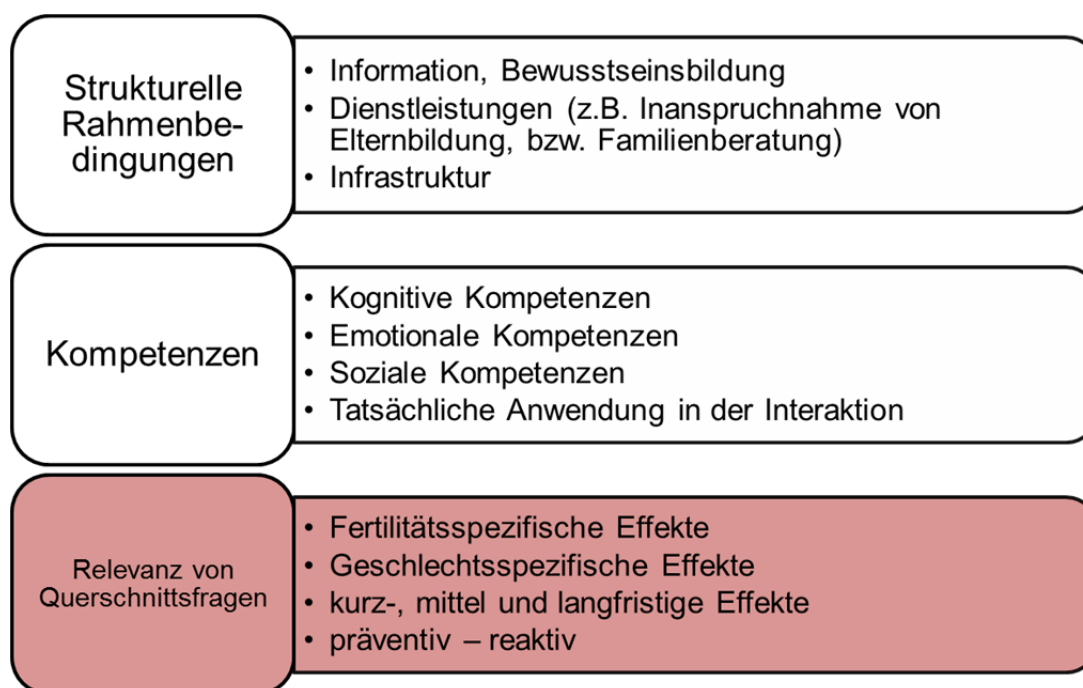 Strukturelle
Rahmenbe-
dingungen
• Information, Bewusstseinsbildung
• Dienstleistungen (z.B. Inanspruchnahme von
Elternbildung, bzw. Familienberatung)
• Infrastruktur
Kompetenzen
• Kognitive Kompetenzen
• Emotionale Kompetenzen
• Soziale Kompetenzen
• Tatsächliche Anwendung in der Interaktion
Relevanz von
Querschnittsfragen
• Fertilitätsspezifische Effekte
• Geschlechtsspezifische Effekte
• kurz-, mittel und langfristige Effekte
• präventiv – reaktiv